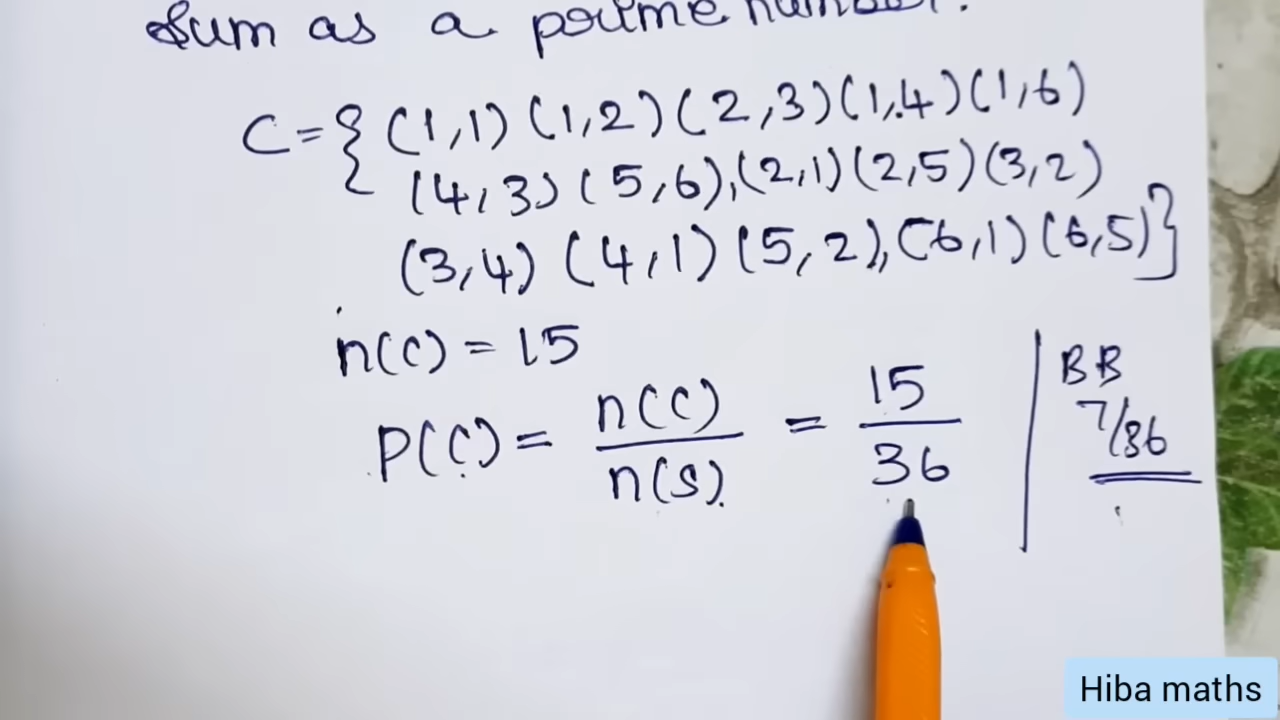 Sum as a prime number.
C = { (1,1) (1,2) (2,3) (1,4) (1,6)
(4,3) (5,6), (2,1) (2,5) (3,2)
(3,4) (4,1) (5,2), (6,1) (6,5) }
n(C) = 15
P(C) = n(C)/n(S) = 15/36
BB
7/36
Hiba maths